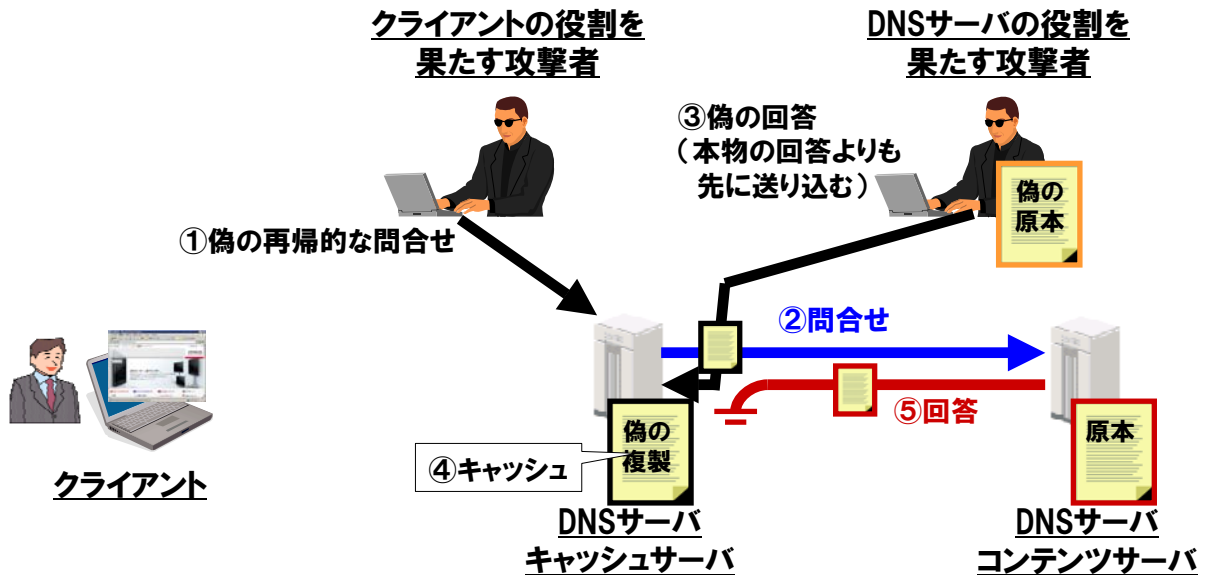 クライアントの役割を
果たす攻撃者
DNSサーバの役割を
果たす攻撃者
③偽の回答
（本物の回答よりも
先に送り込む）
偽の
原本
①偽の再帰的な問合せ
②問合せ
⑤回答
偽の
複製
④キャッシュ
原本
クライアント
DNSサーバ
キャッシュサーバ
DNSサーバ
コンテンツサーバ